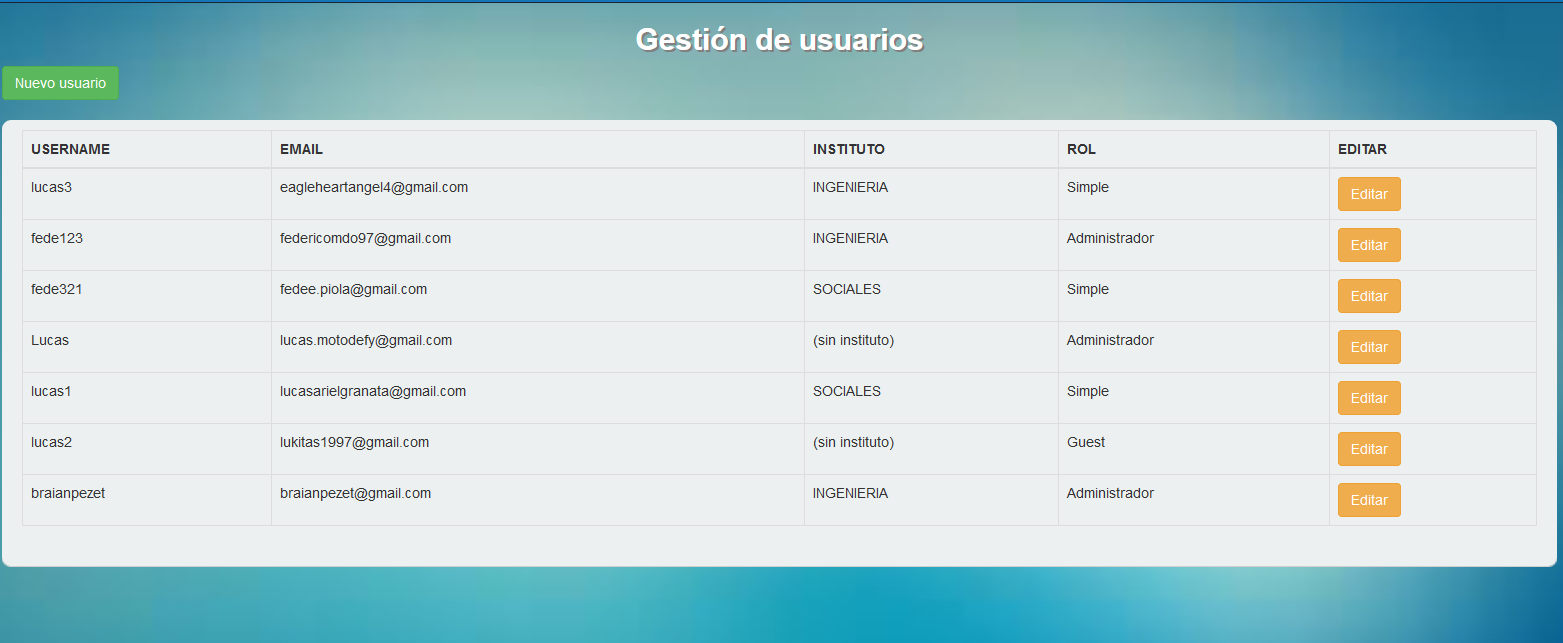 Gestión de usuarios
Nuevo usuario
USERNAME EMAIL INSTITUTO ROL EDITAR
lucas3 eagleheartangel4@gmail.com INGENIERIA Simple Editar
fede123 federicomdo97@gmail.com INGENIERIA Administrador Editar
fede321 fedee.piola@gmail.com SOCIALES Simple Editar
Lucas lucas.motodefy@gmail.com (sin instituto) Administrador Editar
lucas1 lucasarielgranata@gmail.com SOCIALES Simple Editar
lucas2 lukitas1997@gmail.com (sin instituto) Guest Editar
braianpezet braianpezet@gmail.com INGENIERIA Administrador Editar